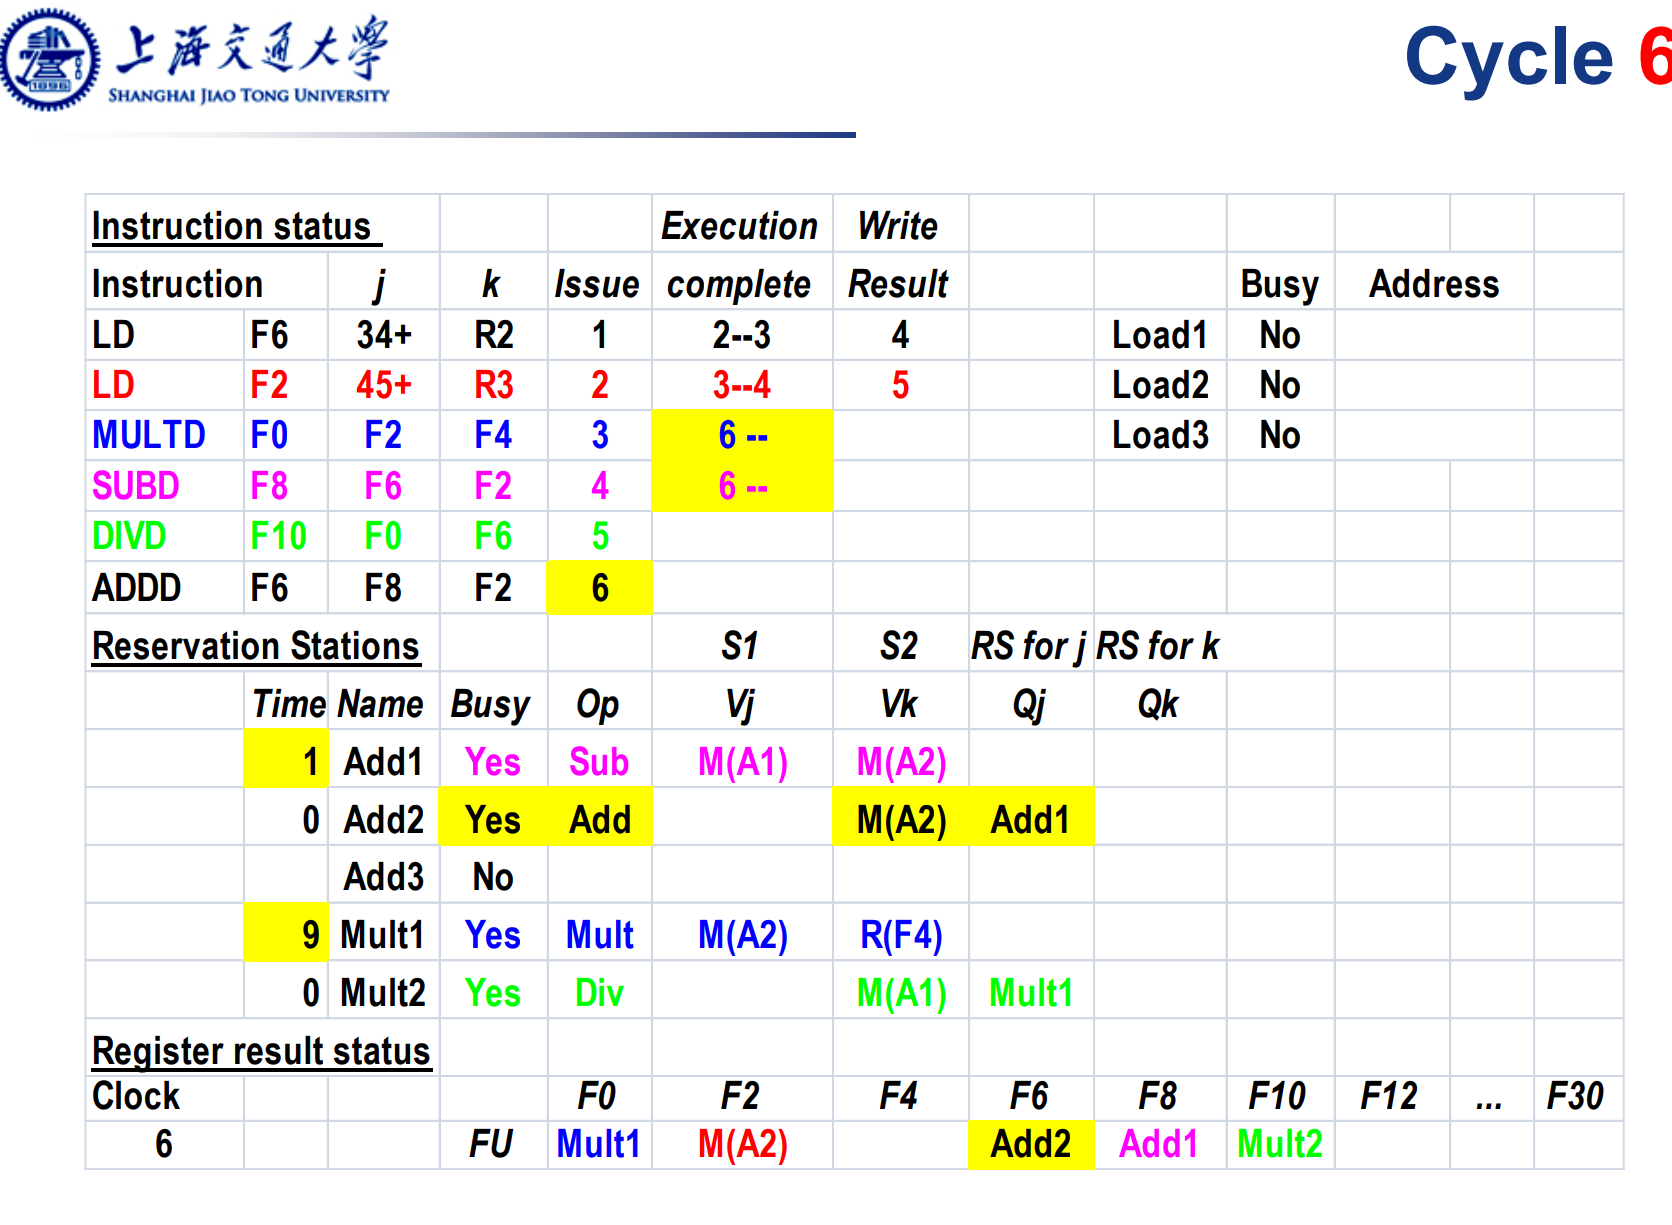 上海交通大学
SHANGHAI JIAO TONG UNIVERSITY
1896
Cycle 6
Instruction status Execution Write
Instruction j k Issue complete Result Busy Address
LD F6 34+ R2 1 2--3 4 Load1 No
LD F2 45+ R3 2 3--4 5 Load2 No
MULTD F0 F2 F4 3 6 -- Load3 No
SUBD F8 F6 F2 4 6 --
DIVD F10 F0 F6 5
ADDD F6 F8 F2 6
Reservation Stations S1 S2 RS for j RS for k
Time Name Busy Op Vj Vk Qj Qk
1 Add1 Yes Sub M(A1) M(A2)
0 Add2 Yes Add M(A2) Add1
Add3 No
9 Mult1 Yes Mult M(A2) R(F4)
0 Mult2 Yes Div M(A1) Mult1
Register result status
Clock F0 F2 F4 F6 F8 F10 F12 ... F30
6 FU Mult1 M(A2) Add2 Add1 Mult2